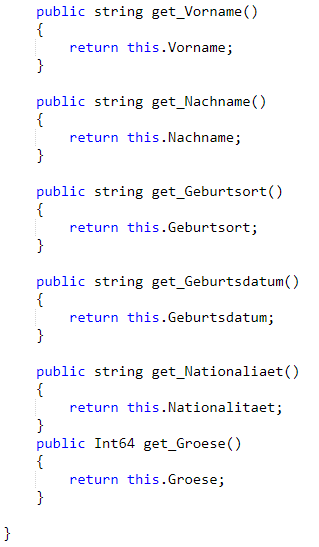 public string get_Vorname()
{
return this.Vorname;
}
public string get_Nachname()
{
return this.Nachname;
}
public string get_Geburtsort()
{
return this.Geburtsort;
}
public string get_Geburtsdatum()
{
return this.Geburtsdatum;
}
public string get_Nationaliaet()
{
return this.Nationalitaet;
}
public Int64 get_Groese()
{
return this.Groese;
}
}